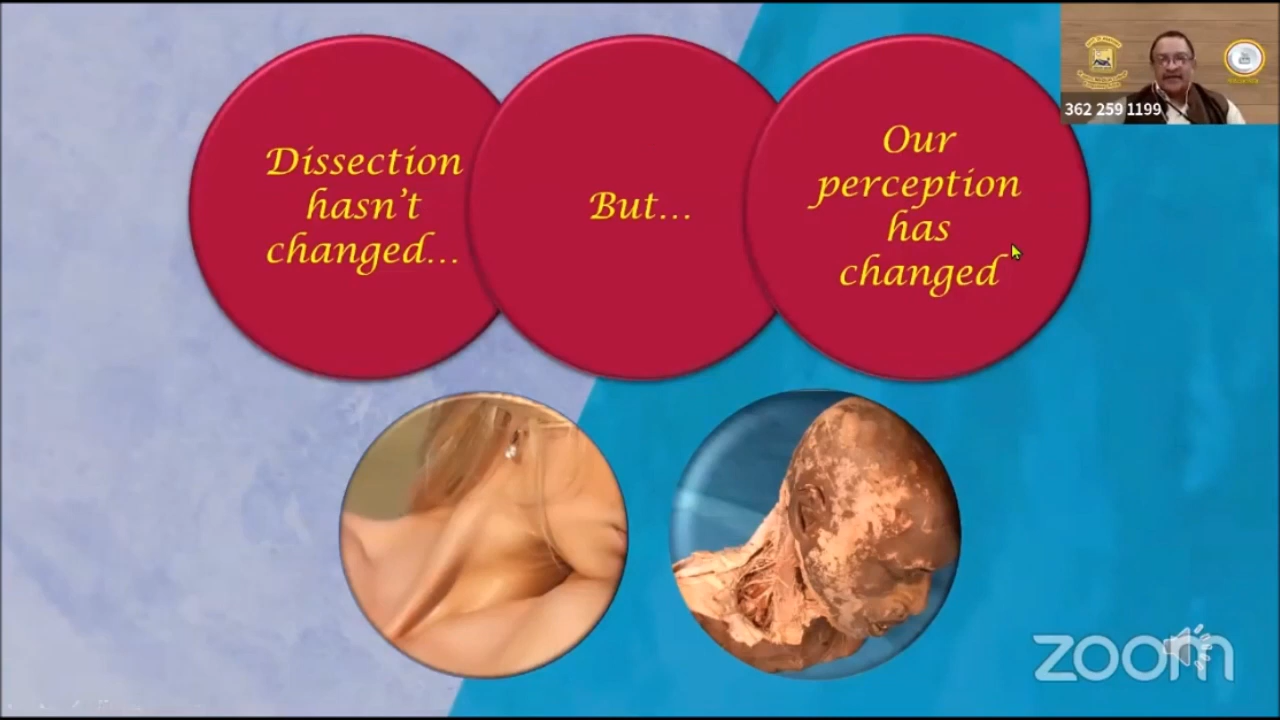 Dissection
hasn't
changed...
But...
Our
perception
has
changed
362 259 1199
zoom